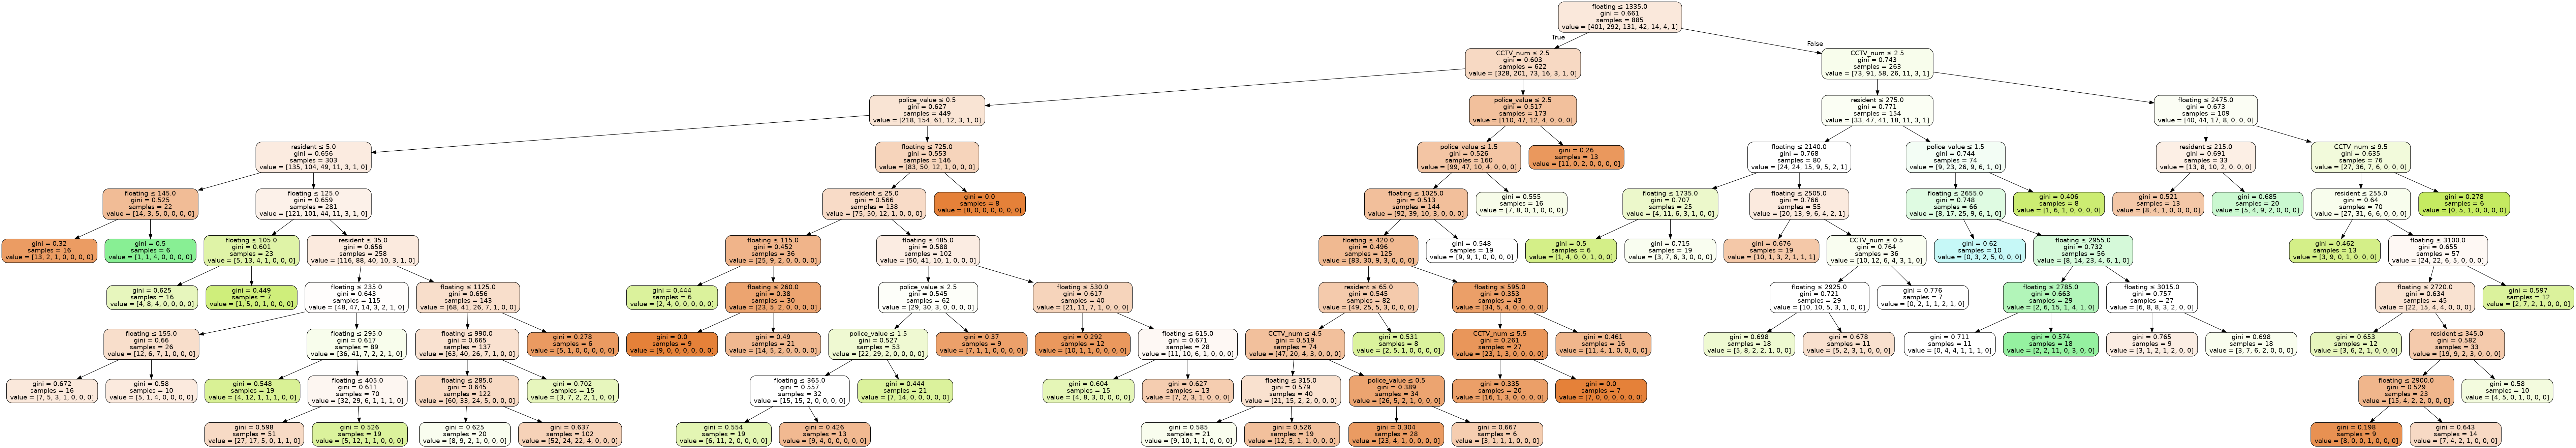 floating ≤ 1335.0
gini = 0.661
samples = 885
value = [401, 292, 131, 42, 14, 4, 1]
True
False
CCTV_num ≤ 2.5
gini = 0.603
samples = 622
value = [328, 201, 73, 16, 3, 1, 0]
CCTV_num ≤ 2.5
gini = 0.743
samples = 263
value = [73, 91, 58, 26, 11, 3, 1]
police_value ≤ 0.5
gini = 0.627
samples = 449
value = [218, 154, 61, 12, 3, 1, 0]
police_value ≤ 2.5
gini = 0.517
samples = 173
value = [110, 47, 12, 4, 0, 0, 0]
resident ≤ 275.0
gini = 0.771
samples = 154
value = [33, 47, 41, 18, 11, 3, 1]
floating ≤ 2475.0
gini = 0.673
samples = 109
value = [40, 44, 17, 8, 0, 0, 0]
resident ≤ 5.0
gini = 0.656
samples = 303
value = [135, 104, 49, 11, 3, 1, 0]
floating ≤ 725.0
gini = 0.553
samples = 146
value = [83, 50, 12, 1, 0, 0, 0]
police_value ≤ 1.5
gini = 0.526
samples = 160
value = [99, 47, 10, 4, 0, 0, 0]
gini = 0.26
samples = 13
value = [11, 0, 2, 0, 0, 0, 0]
floating ≤ 2140.0
gini = 0.768
samples = 80
value = [24, 24, 15, 9, 5, 2, 1]
police_value ≤ 1.5
gini = 0.744
samples = 74
value = [9, 23, 26, 9, 6, 1, 0]
resident ≤ 215.0
gini = 0.691
samples = 33
value = [13, 8, 10, 2, 0, 0, 0]
CCTV_num ≤ 9.5
gini = 0.635
samples = 76
value = [27, 36, 7, 6, 0, 0, 0]
floating ≤ 145.0
gini = 0.525
samples = 22
value = [14, 3, 5, 0, 0, 0, 0]
floating ≤ 125.0
gini = 0.659
samples = 281
value = [121, 101, 44, 11, 3, 1, 0]
resident ≤ 25.0
gini = 0.566
samples = 138
value = [75, 50, 12, 1, 0, 0, 0]
gini = 0.0
samples = 8
value = [8, 0, 0, 0, 0, 0, 0]
floating ≤ 1025.0
gini = 0.513
samples = 144
value = [92, 39, 10, 3, 0, 0, 0]
gini = 0.555
samples = 16
value = [7, 8, 0, 1, 0, 0, 0]
floating ≤ 1735.0
gini = 0.707
samples = 25
value = [4, 11, 6, 3, 1, 0, 0]
floating ≤ 2505.0
gini = 0.766
samples = 55
value = [20, 13, 9, 6, 4, 2, 1]
floating ≤ 2655.0
gini = 0.748
samples = 66
value = [8, 17, 25, 9, 6, 1, 0]
gini = 0.406
samples = 8
value = [1, 6, 1, 0, 0, 0, 0]
gini = 0.521
samples = 13
value = [8, 4, 1, 0, 0, 0, 0]
gini = 0.685
samples = 20
value = [5, 4, 9, 2, 0, 0, 0]
resident ≤ 255.0
gini = 0.64
samples = 70
value = [27, 31, 6, 6, 0, 0, 0]
gini = 0.278
samples = 6
value = [0, 5, 1, 0, 0, 0, 0]
gini = 0.32
samples = 16
value = [13, 2, 1, 0, 0, 0, 0]
gini = 0.5
samples = 6
value = [1, 1, 4, 0, 0, 0, 0]
floating ≤ 105.0
gini = 0.601
samples = 23
value = [5, 13, 4, 1, 0, 0, 0]
resident ≤ 35.0
gini = 0.656
samples = 258
value = [116, 88, 40, 10, 3, 1, 0]
floating ≤ 115.0
gini = 0.452
samples = 36
value = [25, 9, 2, 0, 0, 0, 0]
floating ≤ 485.0
gini = 0.588
samples = 102
value = [50, 41, 10, 1, 0, 0, 0]
floating ≤ 420.0
gini = 0.496
samples = 125
value = [83, 30, 9, 3, 0, 0, 0]
gini = 0.548
samples = 19
value = [9, 9, 1, 0, 0, 0, 0]
gini = 0.5
samples = 6
value = [1, 4, 0, 0, 1, 0, 0]
gini = 0.715
samples = 19
value = [3, 7, 6, 3, 0, 0, 0]
gini = 0.676
samples = 19
value = [10, 1, 3, 2, 1, 1, 1]
CCTV_num ≤ 0.5
gini = 0.764
samples = 36
value = [10, 12, 6, 4, 3, 1, 0]
gini = 0.62
samples = 10
value = [0, 3, 2, 5, 0, 0, 0]
floating ≤ 2955.0
gini = 0.732
samples = 56
value = [8, 14, 23, 4, 6, 1, 0]
gini = 0.462
samples = 13
value = [3, 9, 0, 1, 0, 0, 0]
floating ≤ 3100.0
gini = 0.655
samples = 57
value = [24, 22, 6, 5, 0, 0, 0]
gini = 0.625
samples = 16
value = [4, 8, 4, 0, 0, 0, 0]
gini = 0.449
samples = 7
value = [1, 5, 0, 1, 0, 0, 0]
floating ≤ 235.0
gini = 0.643
samples = 115
value = [48, 47, 14, 3, 2, 1, 0]
floating ≤ 1125.0
gini = 0.656
samples = 143
value = [68, 41, 26, 7, 1, 0, 0]
gini = 0.444
samples = 6
value = [2, 4, 0, 0, 0, 0, 0]
floating ≤ 260.0
gini = 0.38
samples = 30
value = [23, 5, 2, 0, 0, 0, 0]
police_value ≤ 2.5
gini = 0.545
samples = 62
value = [29, 30, 3, 0, 0, 0, 0]
floating ≤ 530.0
gini = 0.617
samples = 40
value = [21, 11, 7, 1, 0, 0, 0]
resident ≤ 65.0
gini = 0.545
samples = 82
value = [49, 25, 5, 3, 0, 0, 0]
floating ≤ 595.0
gini = 0.353
samples = 43
value = [34, 5, 4, 0, 0, 0, 0]
floating ≤ 2925.0
gini = 0.721
samples = 29
value = [10, 10, 5, 3, 1, 0, 0]
gini = 0.776
samples = 7
value = [0, 2, 1, 1, 2, 1, 0]
floating ≤ 2785.0
gini = 0.663
samples = 29
value = [2, 6, 15, 1, 4, 1, 0]
floating ≤ 3015.0
gini = 0.757
samples = 27
value = [6, 8, 8, 3, 2, 0, 0]
floating ≤ 2720.0
gini = 0.634
samples = 45
value = [22, 15, 4, 4, 0, 0, 0]
gini = 0.597
samples = 12
value = [2, 7, 2, 1, 0, 0, 0]
floating ≤ 155.0
gini = 0.66
samples = 26
value = [12, 6, 7, 1, 0, 0, 0]
floating ≤ 295.0
gini = 0.617
samples = 89
value = [36, 41, 7, 2, 2, 1, 0]
floating ≤ 990.0
gini = 0.665
samples = 137
value = [63, 40, 26, 7, 1, 0, 0]
gini = 0.278
samples = 6
value = [5, 1, 0, 0, 0, 0, 0]
gini = 0.0
samples = 9
value = [9, 0, 0, 0, 0, 0, 0]
gini = 0.49
samples = 21
value = [14, 5, 2, 0, 0, 0, 0]
police_value ≤ 1.5
gini = 0.527
samples = 53
value = [22, 29, 2, 0, 0, 0, 0]
gini = 0.37
samples = 9
value = [7, 1, 1, 0, 0, 0, 0]
gini = 0.292
samples = 12
value = [10, 1, 1, 0, 0, 0, 0]
floating ≤ 615.0
gini = 0.671
samples = 28
value = [11, 10, 6, 1, 0, 0, 0]
CCTV_num ≤ 4.5
gini = 0.519
samples = 74
value = [47, 20, 4, 3, 0, 0, 0]
gini = 0.531
samples = 8
value = [2, 5, 1, 0, 0, 0, 0]
CCTV_num ≤ 5.5
gini = 0.261
samples = 27
value = [23, 1, 3, 0, 0, 0, 0]
gini = 0.461
samples = 16
value = [11, 4, 1, 0, 0, 0, 0]
gini = 0.698
samples = 18
value = [5, 8, 2, 2, 1, 0, 0]
gini = 0.678
samples = 11
value = [5, 2, 3, 1, 0, 0, 0]
gini = 0.711
samples = 11
value = [0, 4, 4, 1, 1, 1, 0]
gini = 0.574
samples = 18
value = [2, 2, 11, 0, 3, 0, 0]
gini = 0.765
samples = 9
value = [3, 1, 2, 1, 2, 0, 0]
gini = 0.698
samples = 18
value = [3, 7, 6, 2, 0, 0, 0]
gini = 0.653
samples = 12
value = [3, 6, 2, 1, 0, 0, 0]
resident ≤ 345.0
gini = 0.582
samples = 33
value = [19, 9, 2, 3, 0, 0, 0]
gini = 0.672
samples = 16
value = [7, 5, 3, 1, 0, 0, 0]
gini = 0.58
samples = 10
value = [5, 1, 4, 0, 0, 0, 0]
gini = 0.548
samples = 19
value = [4, 12, 1, 1, 1, 0, 0]
floating ≤ 405.0
gini = 0.611
samples = 70
value = [32, 29, 6, 1, 1, 1, 0]
floating ≤ 285.0
gini = 0.645
samples = 122
value = [60, 33, 24, 5, 0, 0, 0]
gini = 0.702
samples = 15
value = [3, 7, 2, 2, 1, 0, 0]
floating ≤ 365.0
gini = 0.557
samples = 32
value = [15, 15, 2, 0, 0, 0, 0]
gini = 0.444
samples = 21
value = [7, 14, 0, 0, 0, 0, 0]
gini = 0.604
samples = 15
value = [4, 8, 3, 0, 0, 0, 0]
gini = 0.627
samples = 13
value = [7, 2, 3, 1, 0, 0, 0]
floating ≤ 315.0
gini = 0.579
samples = 40
value = [21, 15, 2, 2, 0, 0, 0]
police_value ≤ 0.5
gini = 0.389
samples = 34
value = [26, 5, 2, 1, 0, 0, 0]
gini = 0.335
samples = 20
value = [16, 1, 3, 0, 0, 0, 0]
gini = 0.0
samples = 7
value = [7, 0, 0, 0, 0, 0, 0]
floating ≤ 2900.0
gini = 0.529
samples = 23
value = [15, 4, 2, 2, 0, 0, 0]
gini = 0.58
samples = 10
value = [4, 5, 0, 1, 0, 0, 0]
gini = 0.598
samples = 51
value = [27, 17, 5, 0, 1, 1, 0]
gini = 0.526
samples = 19
value = [5, 12, 1, 1, 0, 0, 0]
gini = 0.625
samples = 20
value = [8, 9, 2, 1, 0, 0, 0]
gini = 0.637
samples = 102
value = [52, 24, 22, 4, 0, 0, 0]
gini = 0.554
samples = 19
value = [6, 11, 2, 0, 0, 0, 0]
gini = 0.426
samples = 13
value = [9, 4, 0, 0, 0, 0, 0]
gini = 0.585
samples = 21
value = [9, 10, 1, 1, 0, 0, 0]
gini = 0.526
samples = 19
value = [12, 5, 1, 1, 0, 0, 0]
gini = 0.304
samples = 28
value = [23, 4, 1, 0, 0, 0, 0]
gini = 0.667
samples = 6
value = [3, 1, 1, 1, 0, 0, 0]
gini = 0.198
samples = 9
value = [8, 0, 0, 1, 0, 0, 0]
gini = 0.643
samples = 14
value = [7, 4, 2, 1, 0, 0, 0]